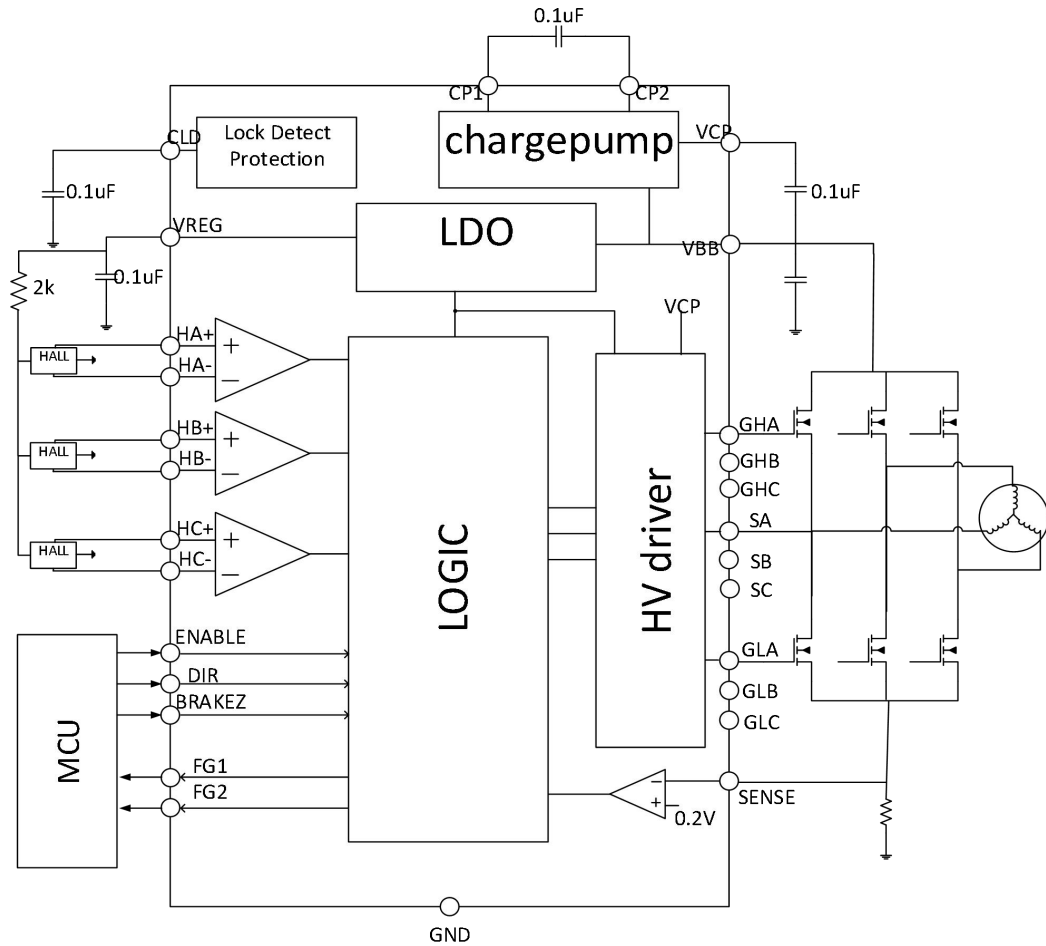 0.1uF
CP1
CP2
CLD
Lock Detect
Protection
chargepump
VCP
0.1uF
0.1uF
VREG
LDO
VBB
0.1uF
2k
VCP
HA+
HALL
HA-
+
−
HB+
HALL
HB-
+
−
HC+
HALL
HC-
+
−
LOGIC
HV driver
GHA
GHB
GHC
SA
SB
SC
GLA
GLB
GLC
MCU
ENABLE
DIR
BRAKEZ
FG1
FG2
−
+
0.2V
SENSE
GND